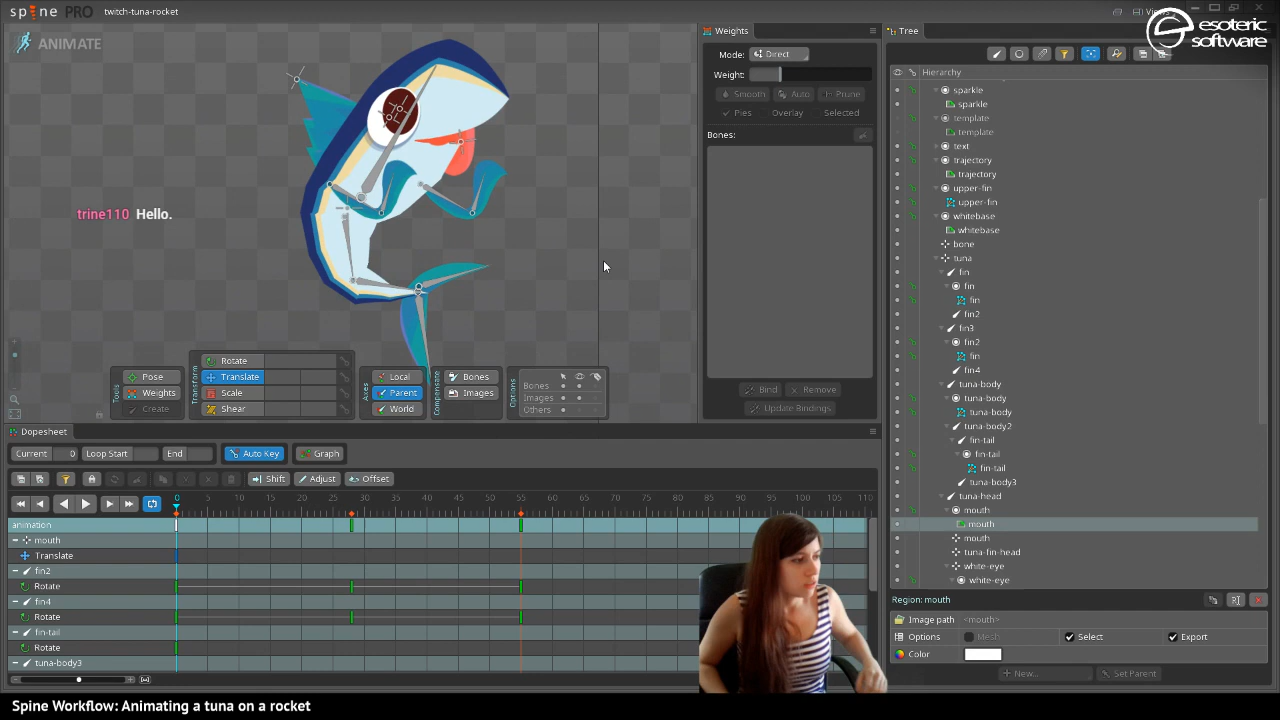 spine PRO
twitch-tuna-rocket
Views
esoteric
software
ANIMATE
trine110 Hello.
Tools
Pose
Weights
Create
Transform
Rotate
Translate
Scale
Shear
Axes
Local
Parent
World
Compensate
Bones
Images
Options
Bones
Images
Others
Weights
Mode: Direct
Weight:
Smooth Auto Prune
Pies Overlay Selected
Bones:
Bind Remove
Update Bindings
Tree
Hierarchy
sparkle
sparkle
template
template
text
trajectory
trajectory
upper-fin
upper-fin
whitebase
whitebase
bone
tuna
fin
fin
fin
fin2
fin3
fin2
fin
fin4
tuna-body
tuna-body
tuna-body
tuna-body2
fin-tail
fin-tail
fin-tail
tuna-body3
tuna-head
mouth
mouth
mouth
tuna-fin-head
white-eye
white-eye
Region: mouth
Image path <mouth>
Options Mesh Select Export
Color
New... Set Parent
Dopesheet
Current 0 Loop Start End Auto Key Graph
Shift Adjust Offset
0 5 10 15 20 25 30 35 40 45 50 55 60 65 70 75 80 85 90 95 100 105 110
animation
mouth
Translate
fin2
Rotate
fin4
Rotate
fin-tail
Rotate
tuna-body3
Spine Workflow: Animating a tuna on a rocket